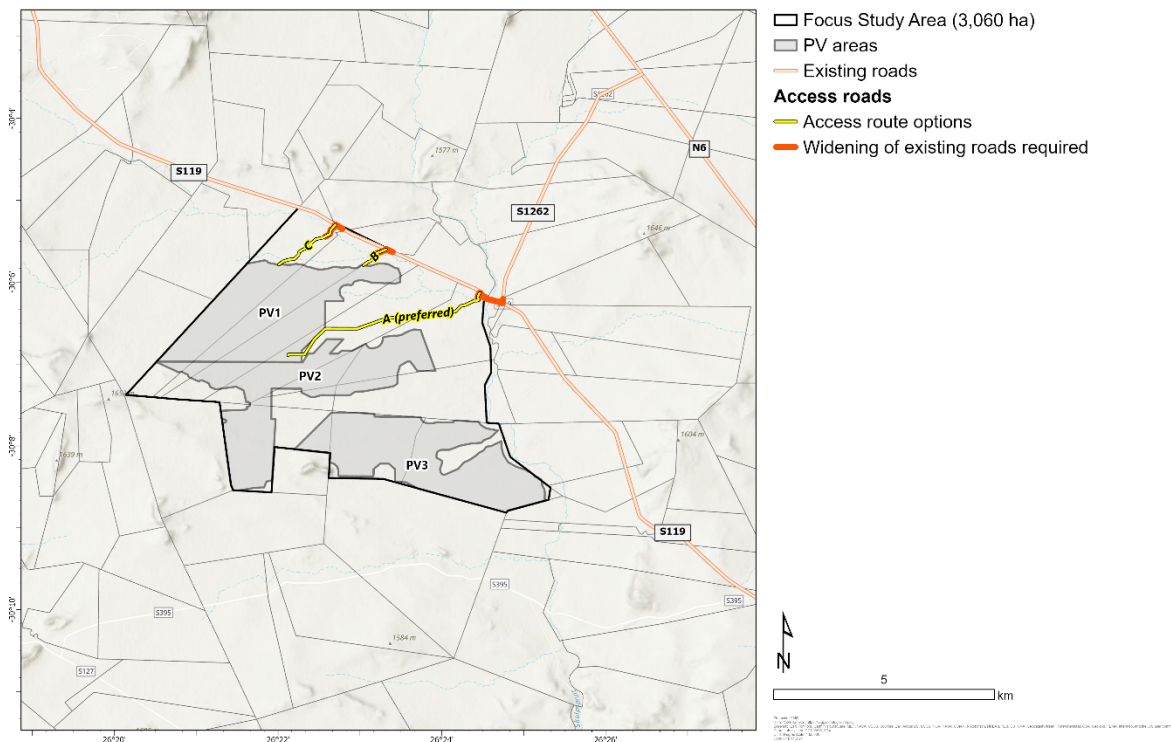 Focus Study Area (3,060 ha)
PV areas
Existing roads
Access roads
Access route options
Widening of existing roads required
-30°4'
-30°6'
-30°8'
-30°10'
26°20'
26°22'
26°24'
26°26'
1577 m
N6
S119
S1262
1646 m
C
B
PV1
A (preferred)
PV2
1639 m
PV3
1604 m
S119
S395
S395
S395
1584 m
S127
N
5
km